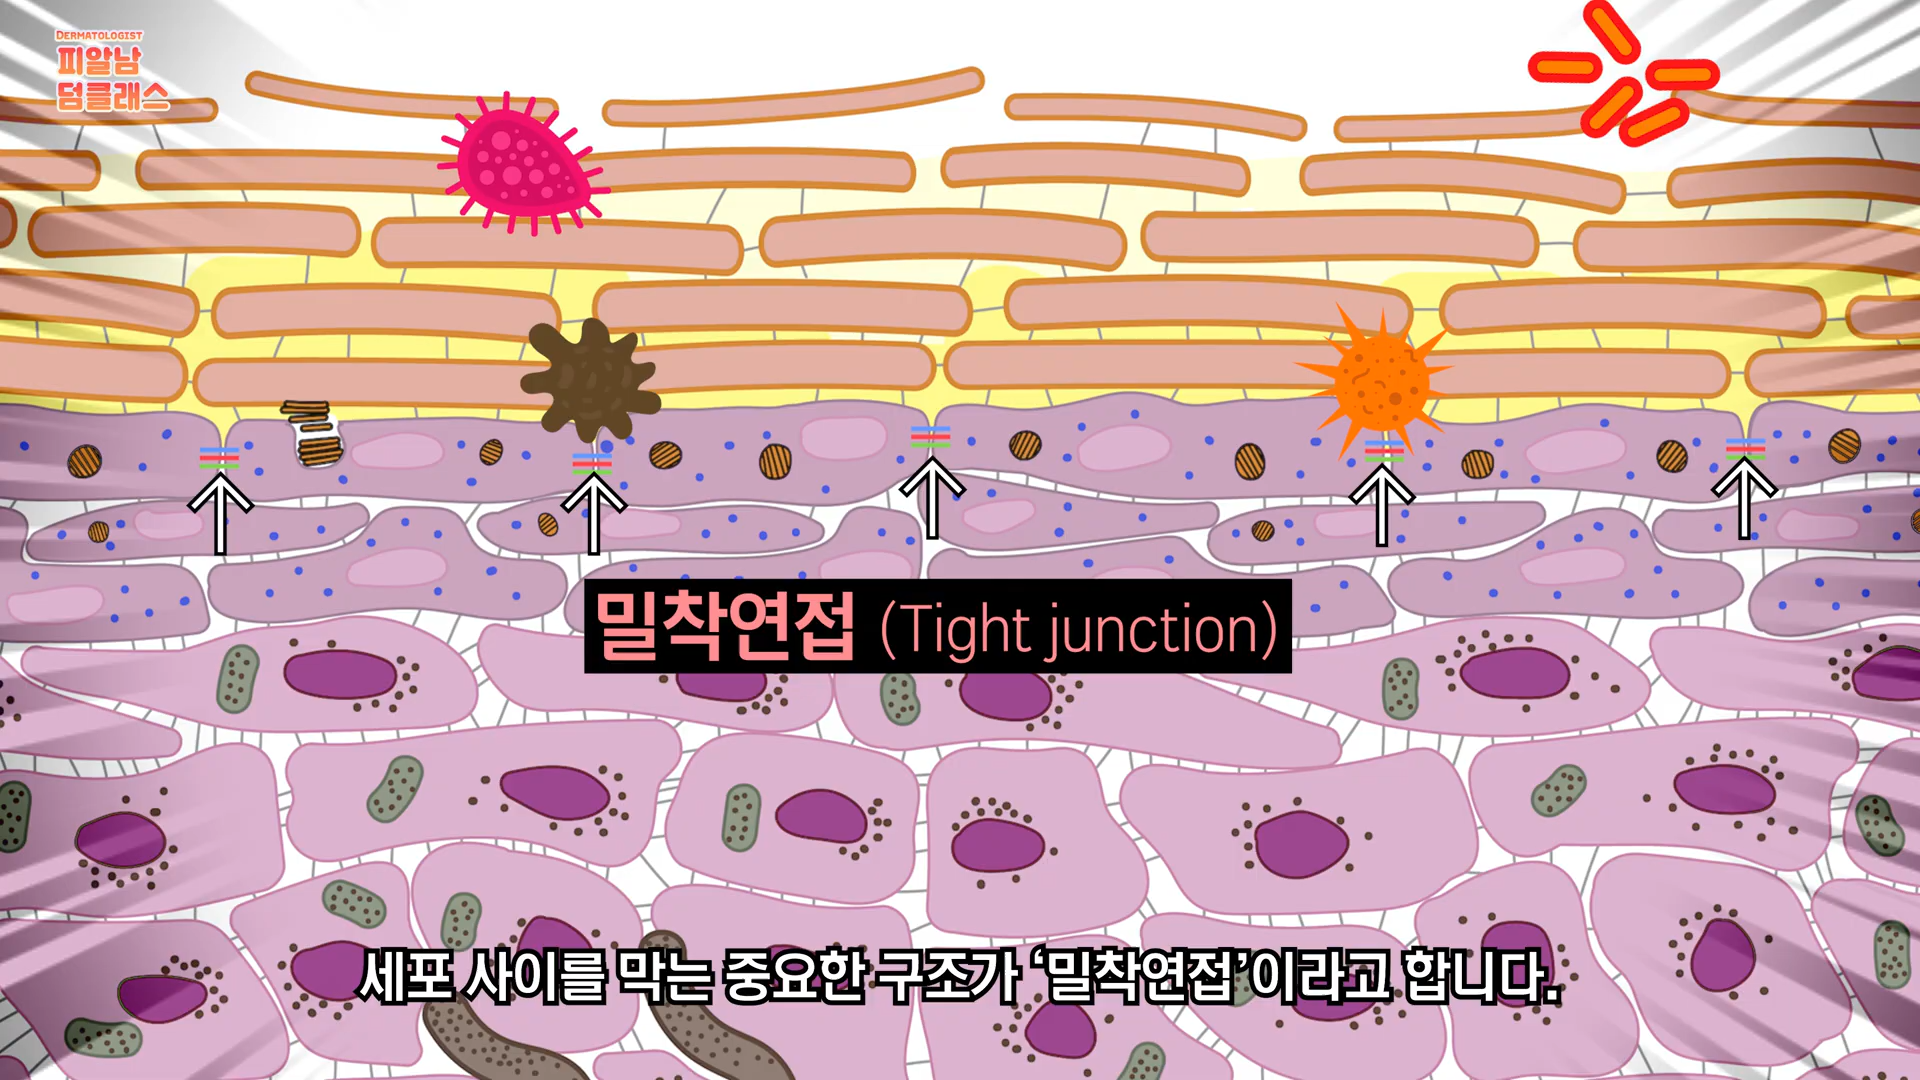 DERMATOLOGIST
피알남
덤클래스
밀착연접 (Tight junction)
세포 사이를 막는 중요한 구조가 ‘밀착연접’이라고 합니다.